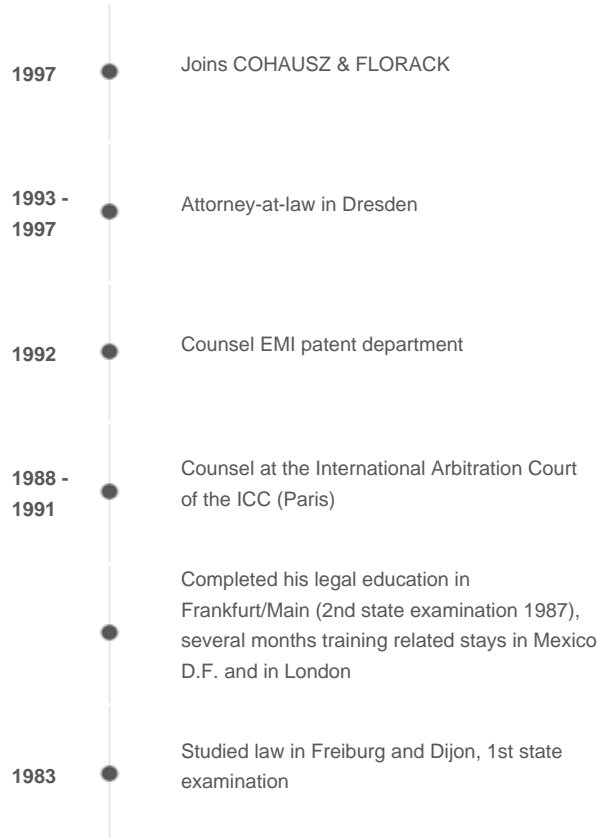 1997
Joins COHAUSZ & FLORACK
1993 -
1997
Attorney-at-law in Dresden
1992
Counsel EMI patent department
1988 -
1991
Counsel at the International Arbitration Court
of the ICC (Paris)
Completed his legal education in
Frankfurt/Main (2nd state examination 1987),
several months training related stays in Mexico
D.F. and in London
1983
Studied law in Freiburg and Dijon, 1st state
examination